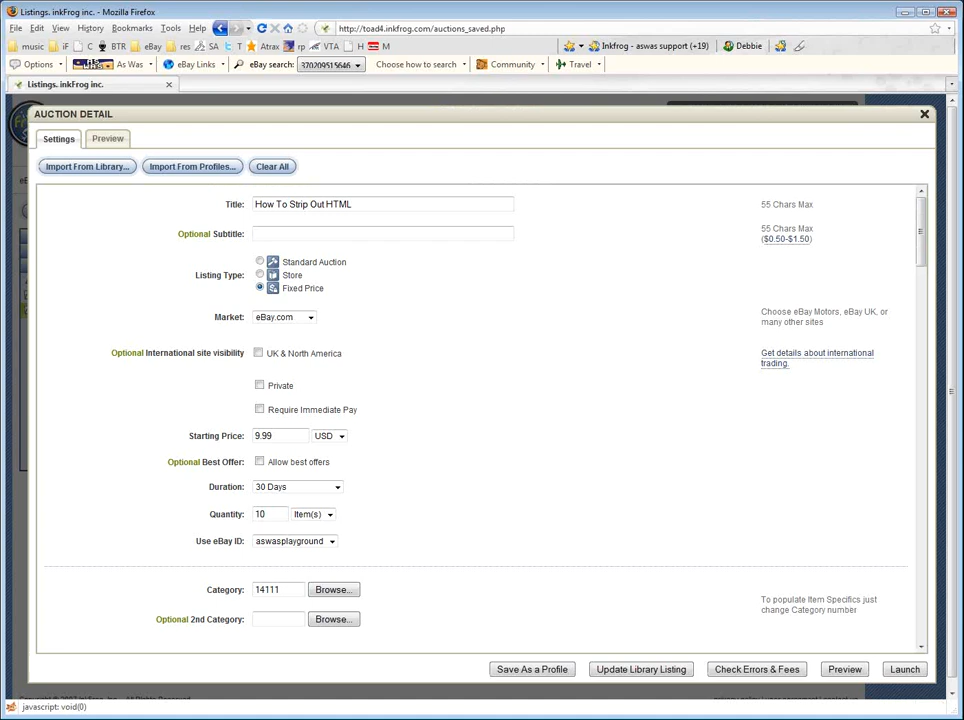 Listings. inkFrog inc. - Mozilla Firefox
File Edit View History Bookmarks Tools Help http://toad4.inkfrog.com/auctions_saved.php
music iF C BTR eBay res SA T Atrax rp VTA H M Inkfrog - aswas support (+19) Debbie
Options As Was eBay Links eBay search: 370209515646 Choose how to search Community Travel
Listings. inkFrog inc.
AUCTION DETAIL
Settings Preview
Import From Library... Import From Profiles... Clear All
Title: How To Strip Out HTML 55 Chars Max
Optional Subtitle: 55 Chars Max
($0.50-$1.50)
Standard Auction
Listing Type: Store
Fixed Price
Market: eBay.com Choose eBay Motors, eBay UK, or
many other sites
Optional International site visibility UK & North America Get details about international
trading.
Private
Require Immediate Pay
Starting Price: 9.99 USD
Optional Best Offer: Allow best offers
Duration: 30 Days
Quantity: 10 Item(s)
Use eBay ID: aswasplayground
Category: 14111 Browse...
To populate Item Specifics just
change Category number
Optional 2nd Category: Browse...
Save As a Profile Update Library Listing Check Errors & Fees Preview Launch
javascript: void(0)